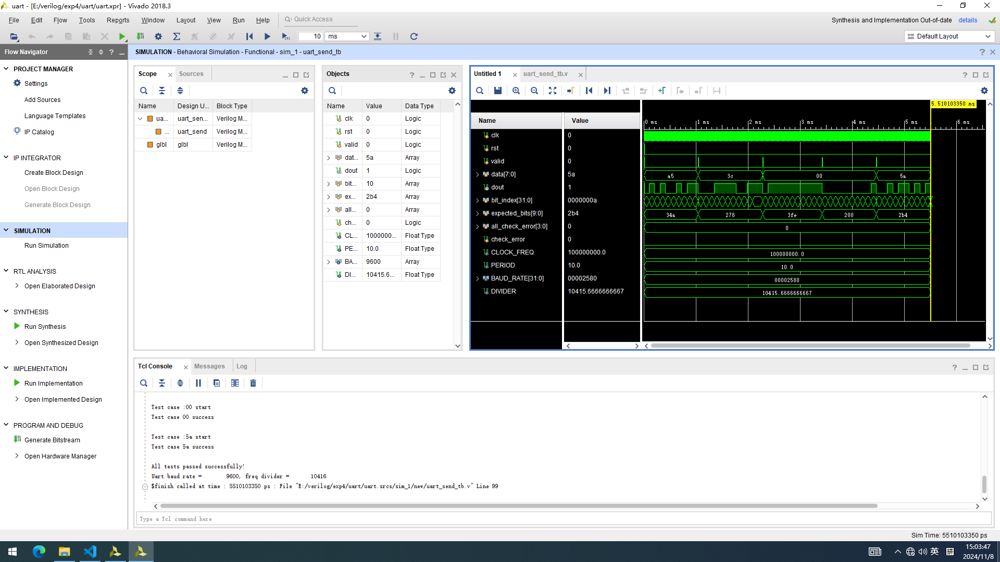 uart - [E:/verilog/exp4/uart/uart.xpr] - Vivado 2018.3
File Edit Flow Tools Reports Window Layout View Run Help Quick Access
Synthesis and Implementation Out-of-date details
10 ms
Default Layout
Flow Navigator
PROJECT MANAGER
Settings
Add Sources
Language Templates
IP Catalog
IP INTEGRATOR
Create Block Design
Open Block Design
Generate Block Design
SIMULATION
Run Simulation
RTL ANALYSIS
Open Elaborated Design
SYNTHESIS
Run Synthesis
Open Synthesized Design
IMPLEMENTATION
Run Implementation
Open Implemented Design
PROGRAM AND DEBUG
Generate Bitstream
Open Hardware Manager
SIMULATION - Behavioral Simulation - Functional - sim_1 - uart_send_tb
Scope Sources
Name Design U... Block Type
ua... uart_sen... Verilog M...
... uart_send Verilog M...
glbl glbl Verilog M...
Objects
Name Value Data Type
clk 0 Logic
rst 0 Logic
valid 0 Logic
dat... 5a Array
dout 1 Logic
bit... 10 Array
ex... 2b4 Array
all... 0 Array
ch... 0 Logic
CL... 1000000... Float Type
PE... 10.0 Float Type
BA... 9600 Array
DI... 10415.6... Float Type
Untitled 1 uart_send_tb.v
5.510103350 ms
Name Value
0 ms 1 ms 2 ms 3 ms 4 ms 5 ms 6 ms
clk 0
rst 0
valid 0
data[7:0] 5a a5 3c 00 5a
dout 1
bit_index[31:0] 0000000a
expected_bits[9:0] 2b4 34a 278 3fe 200 2b4
all_check_error[3:0] 0 0
check_error 0
CLOCK_FREQ 100000000.0 100000000.0
PERIOD 10.0 10.0
BAUD_RATE[31:0] 00002580 00002580
DIVIDER 10415.6666666667 10415.6666666667
Tcl Console Messages Log
Test case :00 start
Test case 00 success
Test case :5a start
Test case 5a success
All tests passed successfully!
Uart baud rate = 9600, freq divider = 10416
$finish called at time : 5510103350 ps : File "E:/verilog/exp4/uart/uart.srcs/sim_1/new/uart_send_tb.v" Line 99
Type a Tcl command here
Sim Time: 5510103350 ps
英 拼
15:03:47
2024/11/8